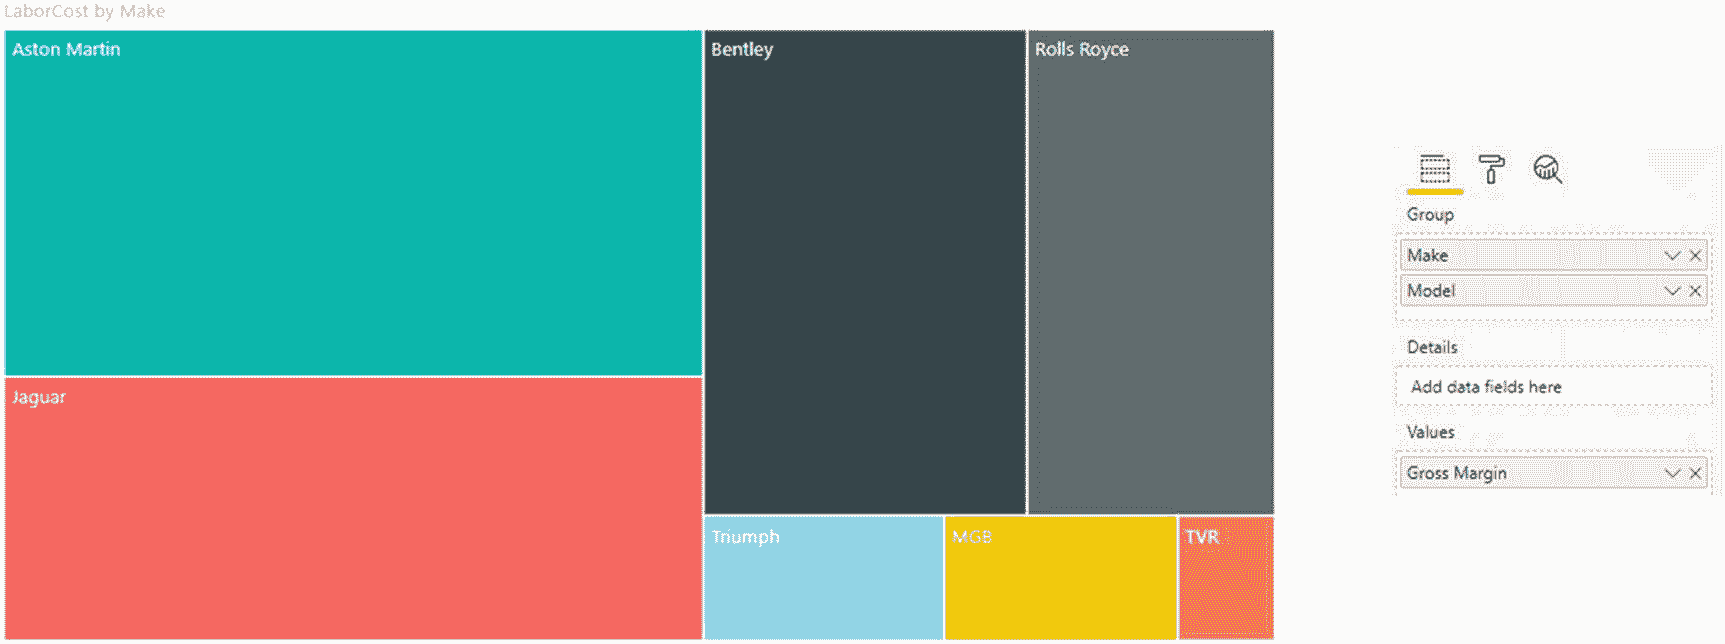 LaborCost by Make
Aston Martin
Bentley
Rolls Royce
Jaguar
Triumph
MGB
TVR
Group
Make
Model
Details
Add data fields here
Values
Gross Margin